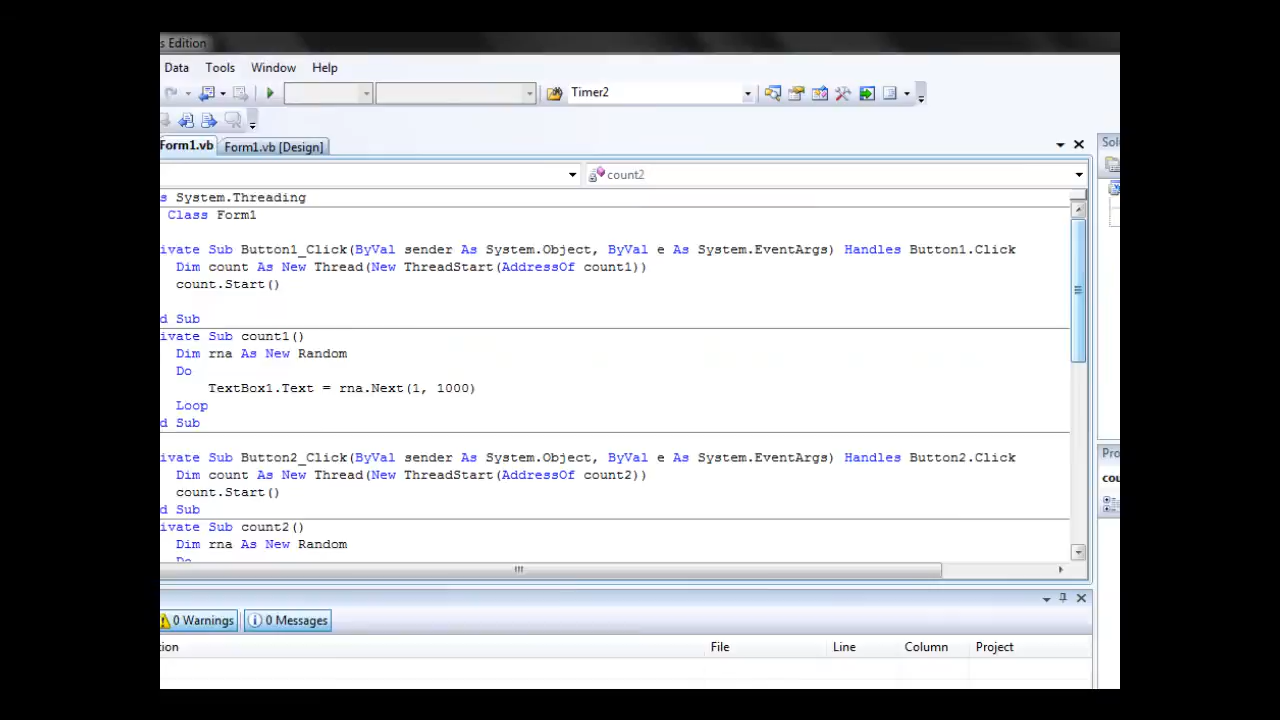 s Edition
Data Tools Window Help
Timer2
Form1.vb Form1.vb [Design]
count2
s System.Threading
Class Form1
ivate Sub Button1_Click(ByVal sender As System.Object, ByVal e As System.EventArgs) Handles Button1.Click
Dim count As New Thread(New ThreadStart(AddressOf count1))
count.Start()
d Sub
ivate Sub count1()
Dim rna As New Random
Do
TextBox1.Text = rna.Next(1, 1000)
Loop
d Sub
ivate Sub Button2_Click(ByVal sender As System.Object, ByVal e As System.EventArgs) Handles Button2.Click
Dim count As New Thread(New ThreadStart(AddressOf count2))
count.Start()
d Sub
ivate Sub count2()
Dim rna As New Random
Do
0 Warnings 0 Messages
tion File Line Column Project
Sol
Pro
cou